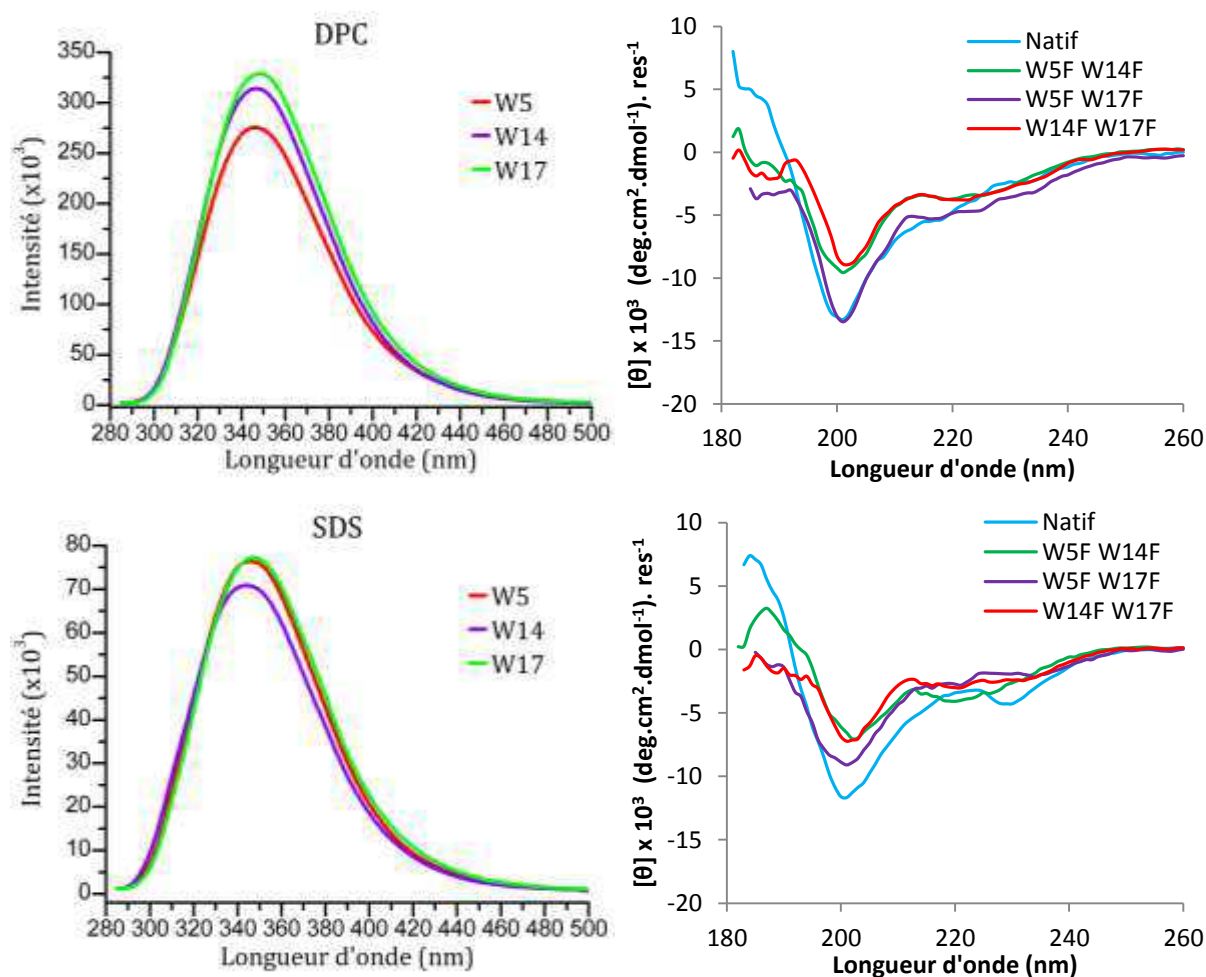 DPC
350
300
250
200
150
100
50
0
Intensité (x10³)
W5
W14
W17
280 300 320 340 360 380 400 420 440 460 480 500
Longueur d'onde (nm)
10
5
0
-5
-10
-15
-20
[θ] x 10³ (deg.cm².dmol⁻¹). res⁻¹
Natif
W5F W14F
W5F W17F
W14F W17F
180 200 220 240 260
Longueur d'onde (nm)
SDS
80
70
60
50
40
30
20
10
0
Intensité (x10³)
W5
W14
W17
280 300 320 340 360 380 400 420 440 460 480 500
Longueur d'onde (nm)
10
5
0
-5
-10
-15
-20
[θ] x 10³ (deg.cm².dmol⁻¹). res⁻¹
Natif
W5F W14F
W5F W17F
W14F W17F
180 200 220 240 260
Longueur d'onde (nm)